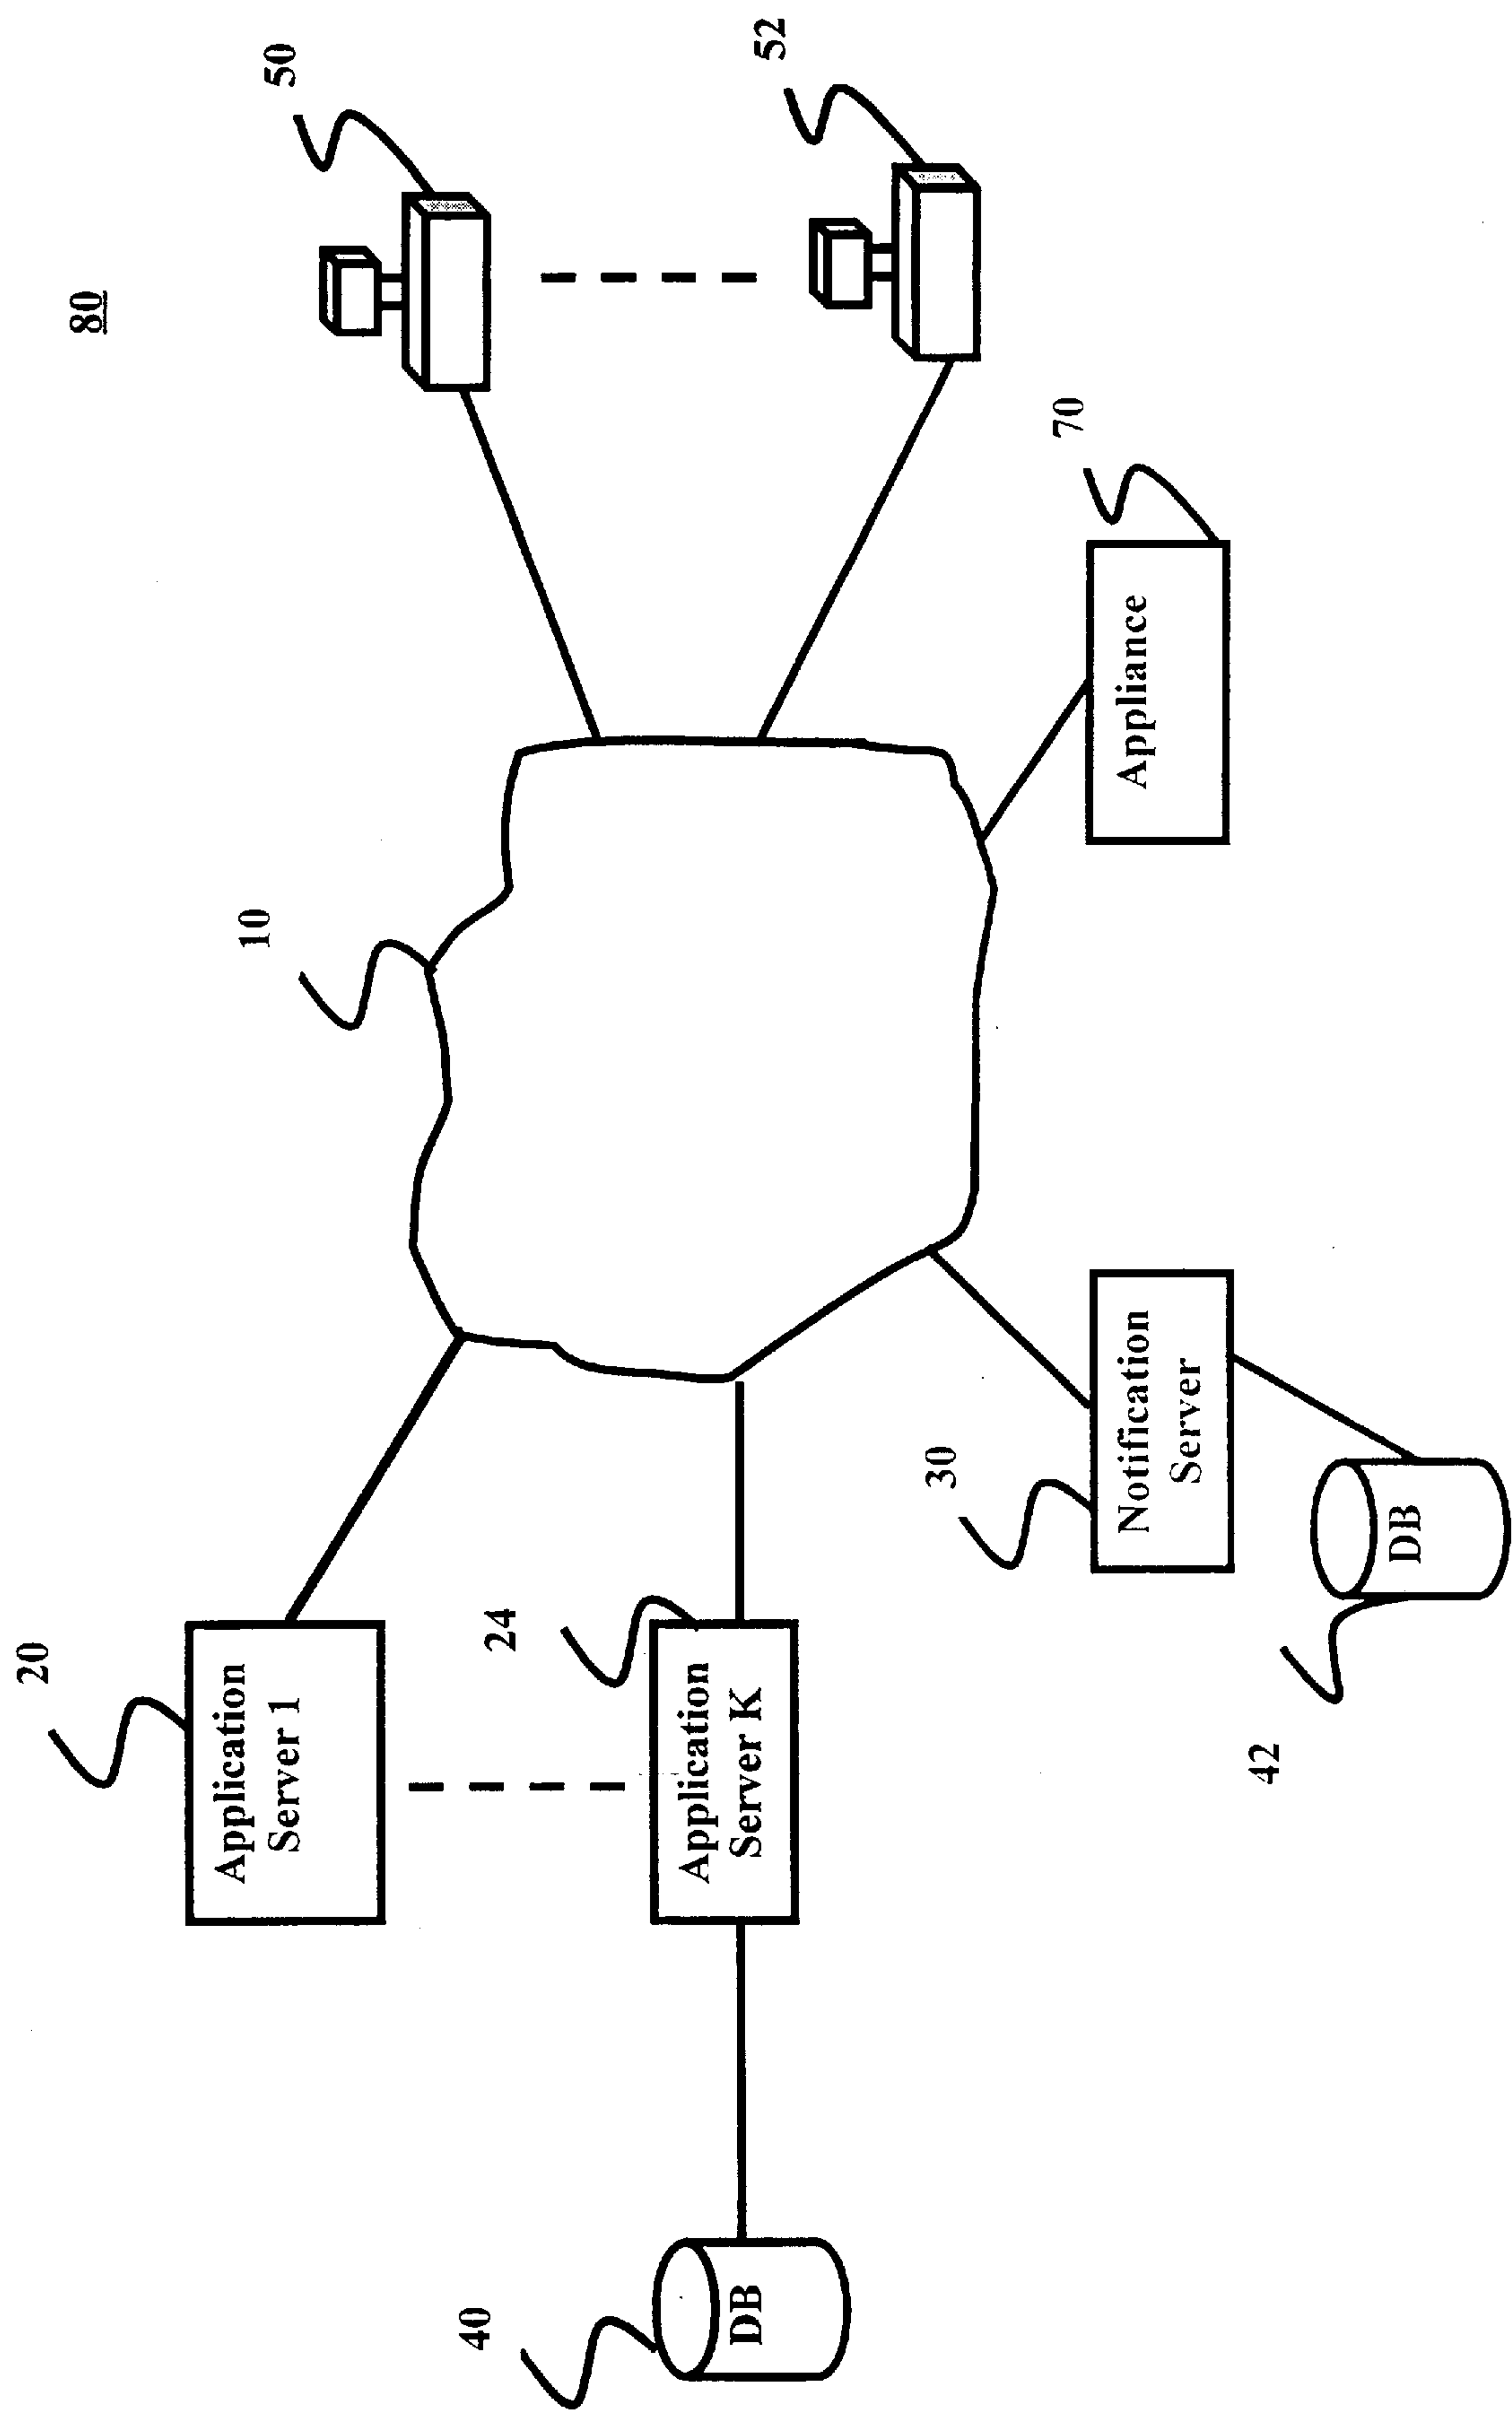 80
20
Application
Server 1
10
50
24
Application
Server K
52
40
DB
30
Notification
Server
70
Appliance
42
DB